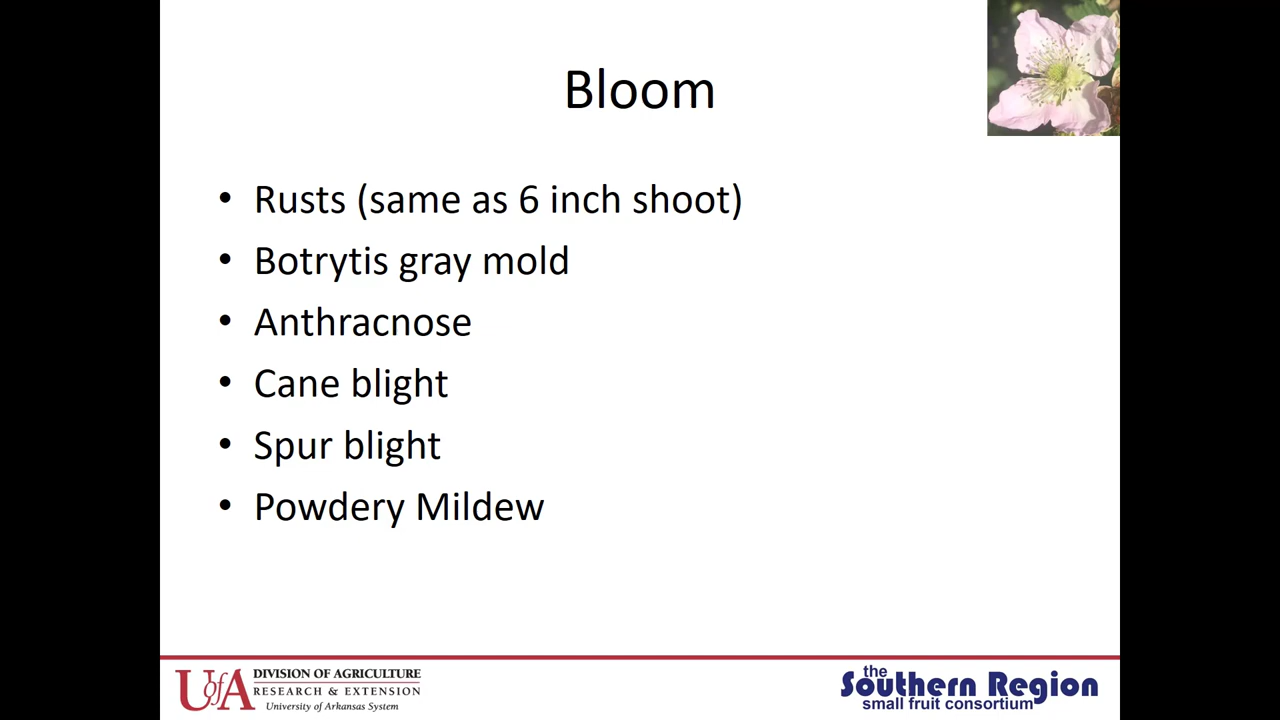 Bloom
• Rusts (same as 6 inch shoot)
• Botrytis gray mold
• Anthracnose
• Cane blight
• Spur blight
• Powdery Mildew
UofA DIVISION OF AGRICULTURE
RESEARCH & EXTENSION
University of Arkansas System
the
Southern Region
small fruit consortium